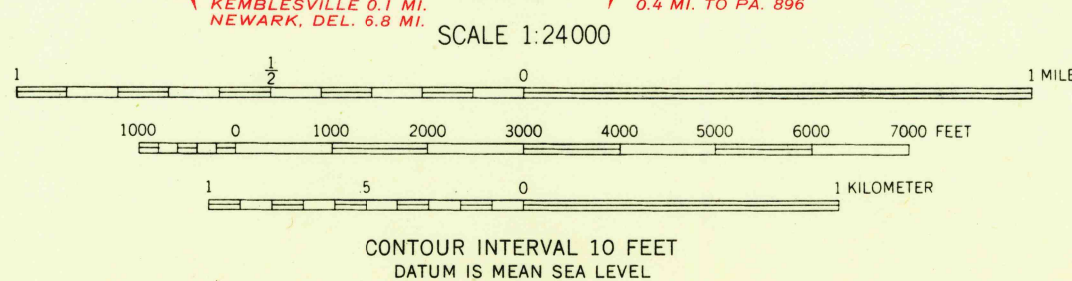 KEMBLESVILLE 0.1 MI.
NEWARK, DEL. 6.8 MI.
0.4 MI. TO PA. 896
SCALE 1:24000
1 1/2 0 1 MILE
1000 0 1000 2000 3000 4000 5000 6000 7000 FEET
1 .5 0 1 KILOMETER
CONTOUR INTERVAL 10 FEET
DATUM IS MEAN SEA LEVEL